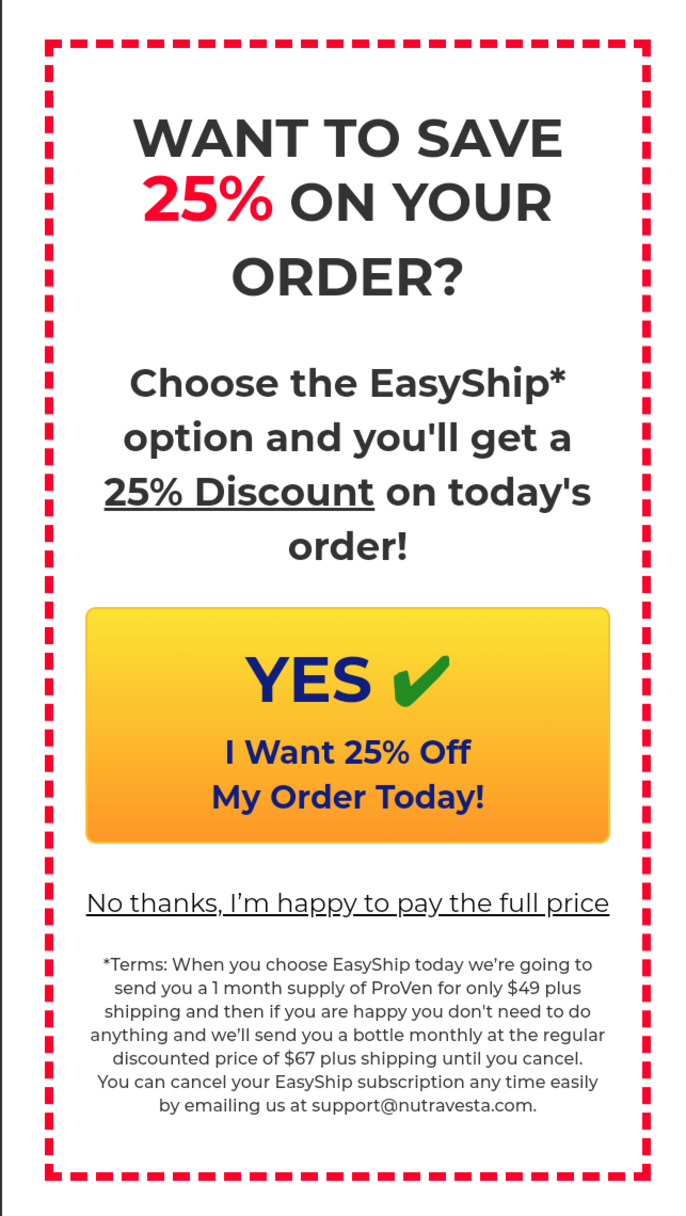 WANT TO SAVE
25% ON YOUR
ORDER?
Choose the EasyShip*
option and you'll get a
25% Discount on today's
order!
YES ✔
I Want 25% Off
My Order Today!
No thanks, I’m happy to pay the full price
*Terms: When you choose EasyShip today we’re going to
send you a 1 month supply of ProVen for only $49 plus
shipping and then if you are happy you don't need to do
anything and we’ll send you a bottle monthly at the regular
discounted price of $67 plus shipping until you cancel.
You can cancel your EasyShip subscription any time easily
by emailing us at support@nutravesta.com.